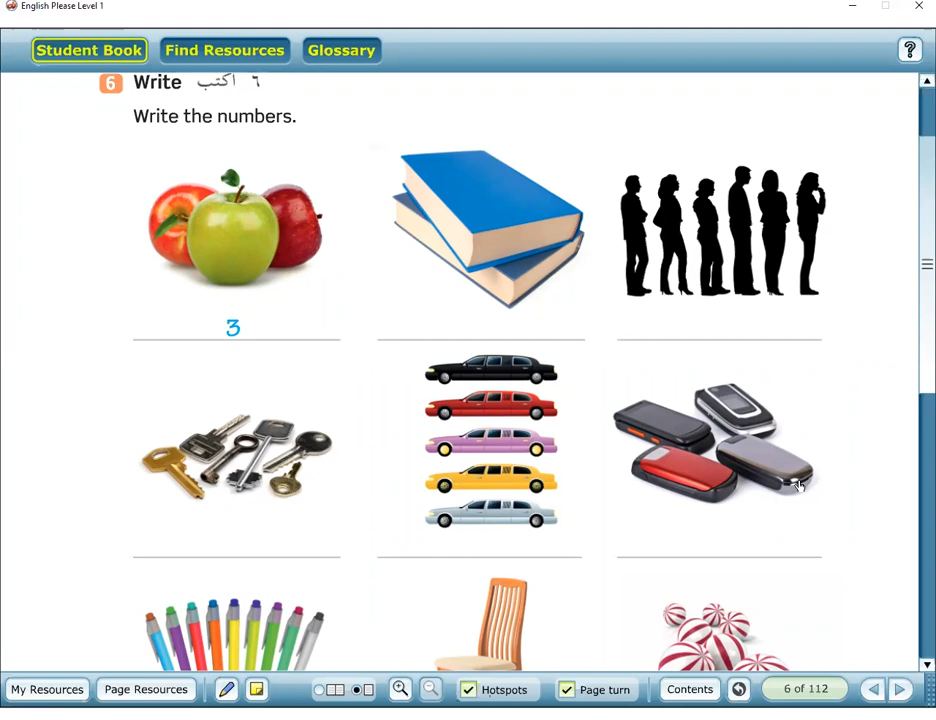 English Please Level 1
Student Book Find Resources Glossary ?
6 Write ٦ اكتب
Write the numbers.
3
My Resources Page Resources Hotspots Page turn Contents 6 of 112